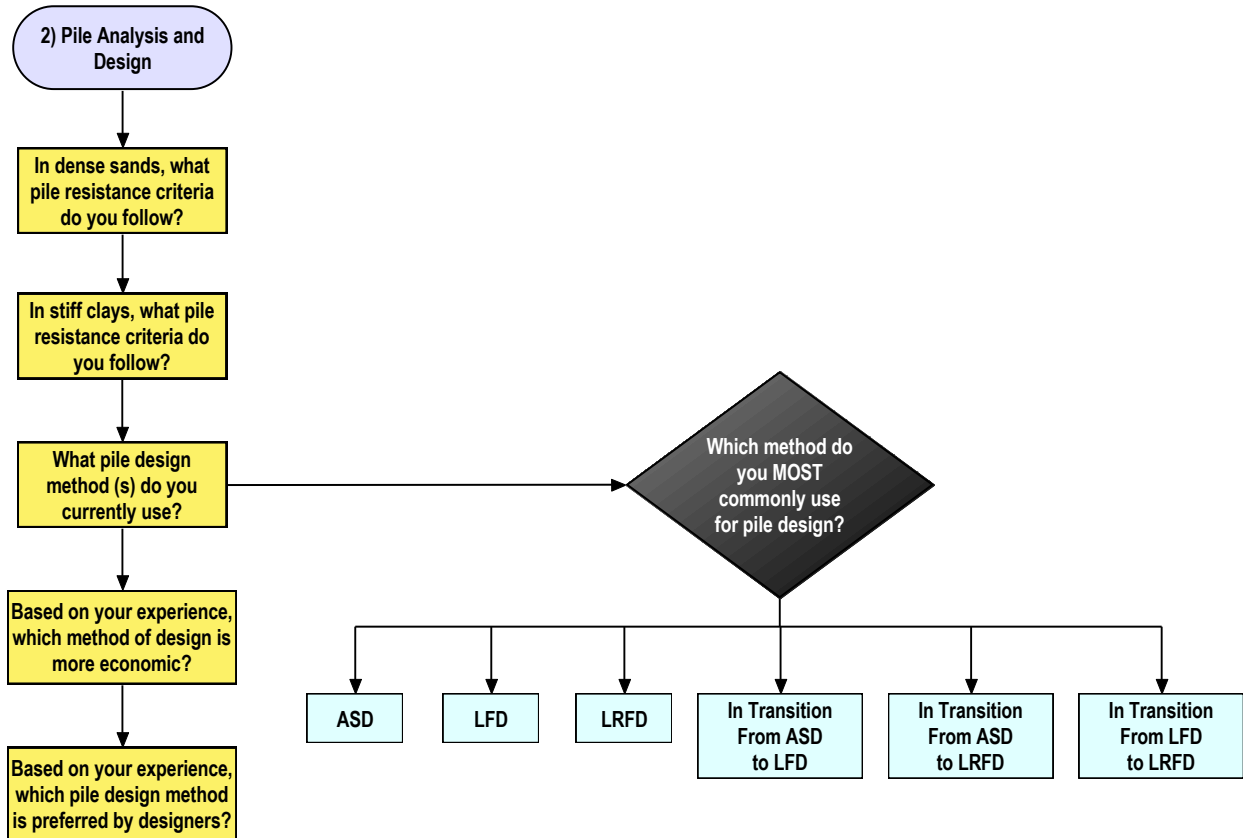 2) Pile Analysis and
Design
In dense sands, what
pile resistance criteria
do you follow?
In stiff clays, what pile
resistance criteria do
you follow?
What pile design
method (s) do you
currently use?
Which method do
you MOST
commonly use
for pile design?
Based on your experience,
which method of design is
more economic?
ASD
LFD
LRFD
In Transition
From ASD
to LFD
In Transition
From ASD
to LRFD
In Transition
From LFD
to LRFD
Based on your experience,
which pile design method
is preferred by designers?